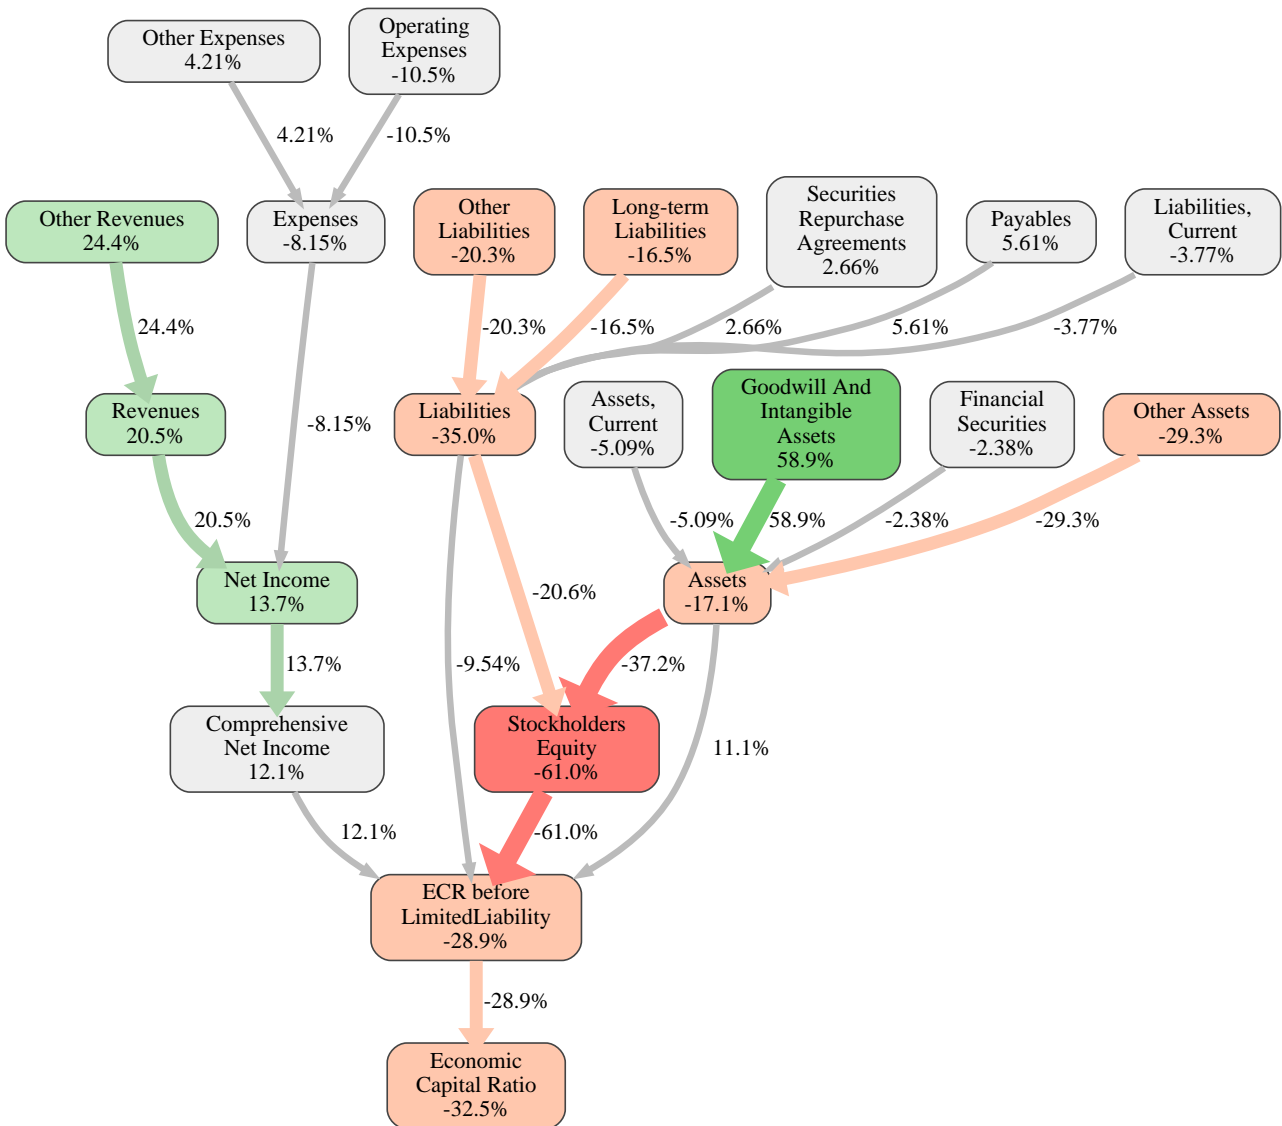 Other Expenses
4.21%
Operating
Expenses
-10.5%
4.21%
-10.5%
Other Revenues
24.4%
Expenses
-8.15%
Other
Liabilities
-20.3%
Long-term
Liabilities
-16.5%
Securities
Repurchase
Agreements
2.66%
Payables
5.61%
Liabilities,
Current
-3.77%
24.4%
-20.3%
-16.5%
2.66%
5.61%
-3.77%
Revenues
20.5%
-8.15%
Liabilities
-35.0%
Assets,
Current
-5.09%
Goodwill And
Intangible
Assets
58.9%
Financial
Securities
-2.38%
Other Assets
-29.3%
20.5%
-5.09%
58.9%
-2.38%
-29.3%
Net Income
13.7%
-20.6%
Assets
-17.1%
13.7%
-9.54%
-37.2%
Comprehensive
Net Income
12.1%
Stockholders
Equity
-61.0%
11.1%
12.1%
-61.0%
ECR before
LimitedLiability
-28.9%
-28.9%
Economic
Capital Ratio
-32.5%